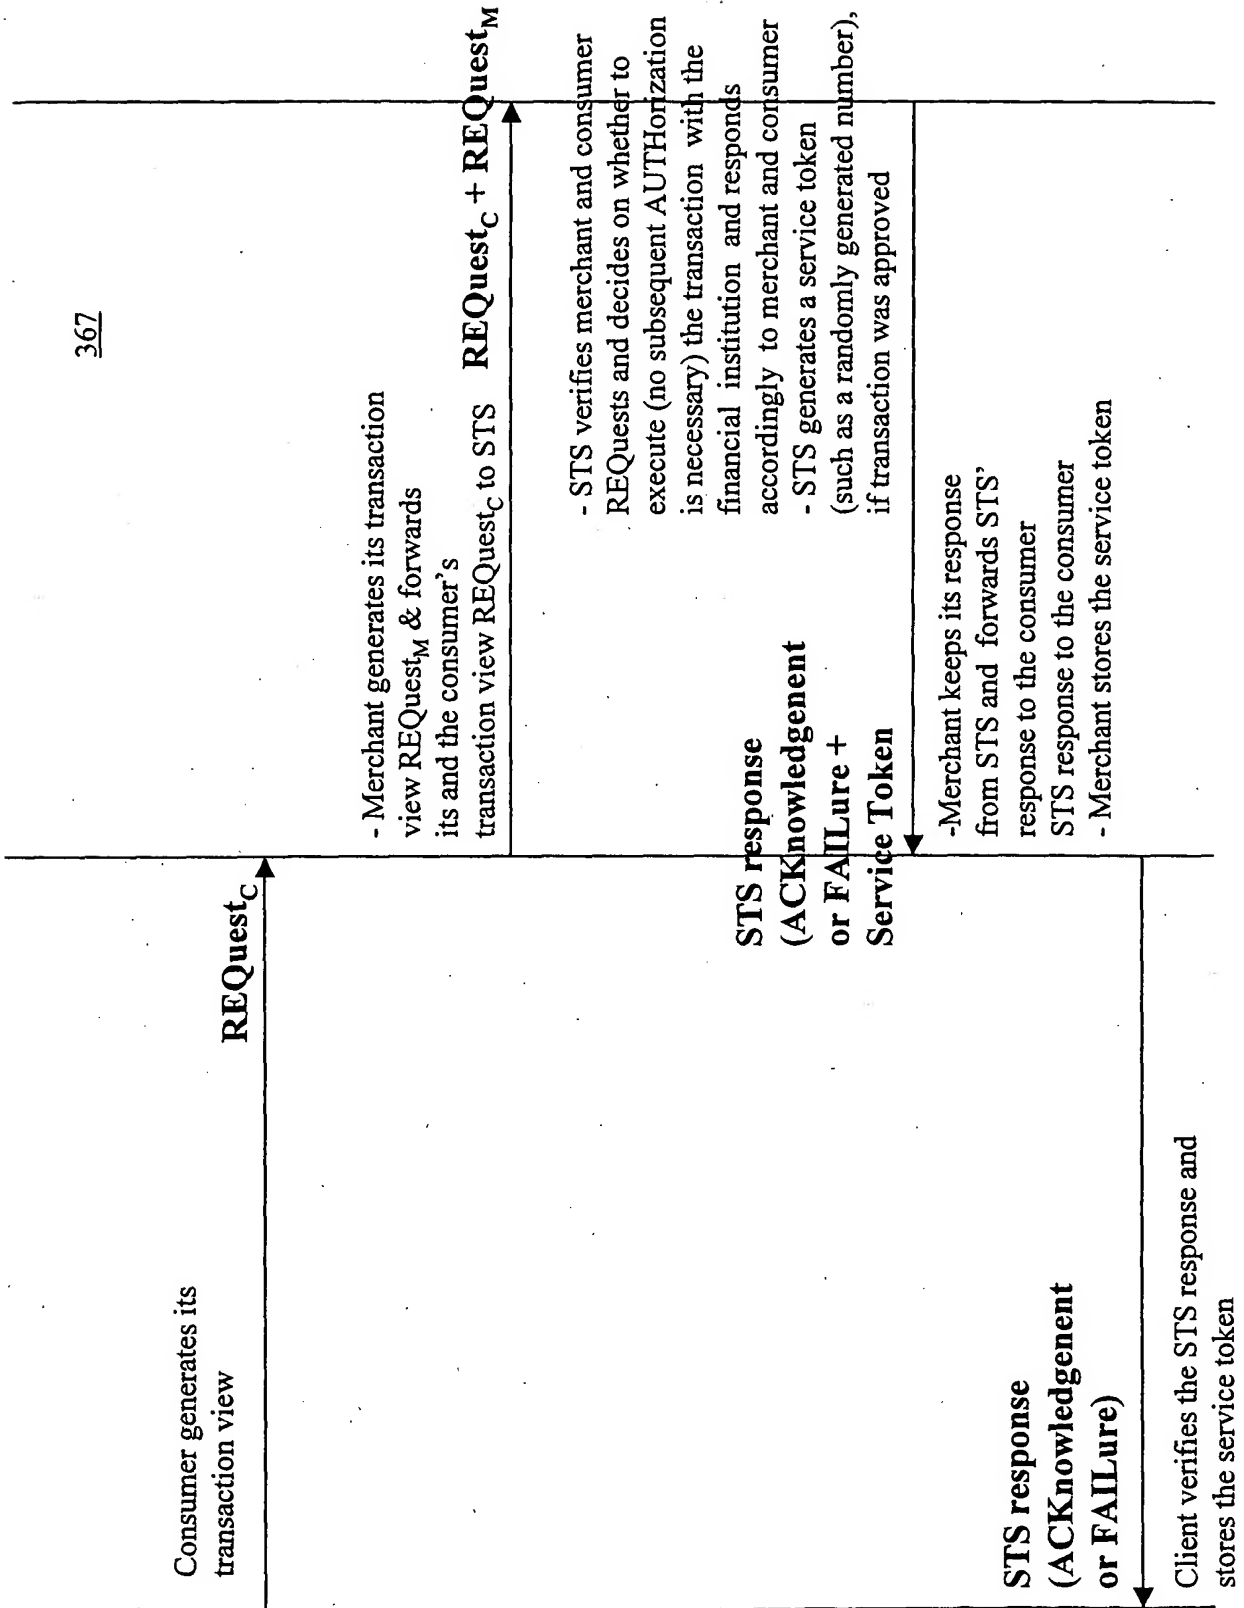 367
Consumer generates its
transaction view
REQuest_C
- Merchant generates its transaction
view REQuest_M & forwards
its and the consumer's
transaction view REQuest_C to STS
REQuest_C + REQuest_M
- STS verifies merchant and consumer
REQuests and decides on whether to
execute (no subsequent AUTHorization
is necessary) the transaction with the
financial institution and responds
accordingly to merchant and consumer
- STS generates a service token
(such as a randomly generated number),
if transaction was approved
STS response
(ACKnowledgenent
or FAILure +
Service Token
-Merchant keeps its response
from STS and forwards STS'
response to the consumer
STS response to the consumer
- Merchant stores the service token
STS response
(ACKnowledgenent
or FAILure)
Client verifies the STS response and
stores the service token